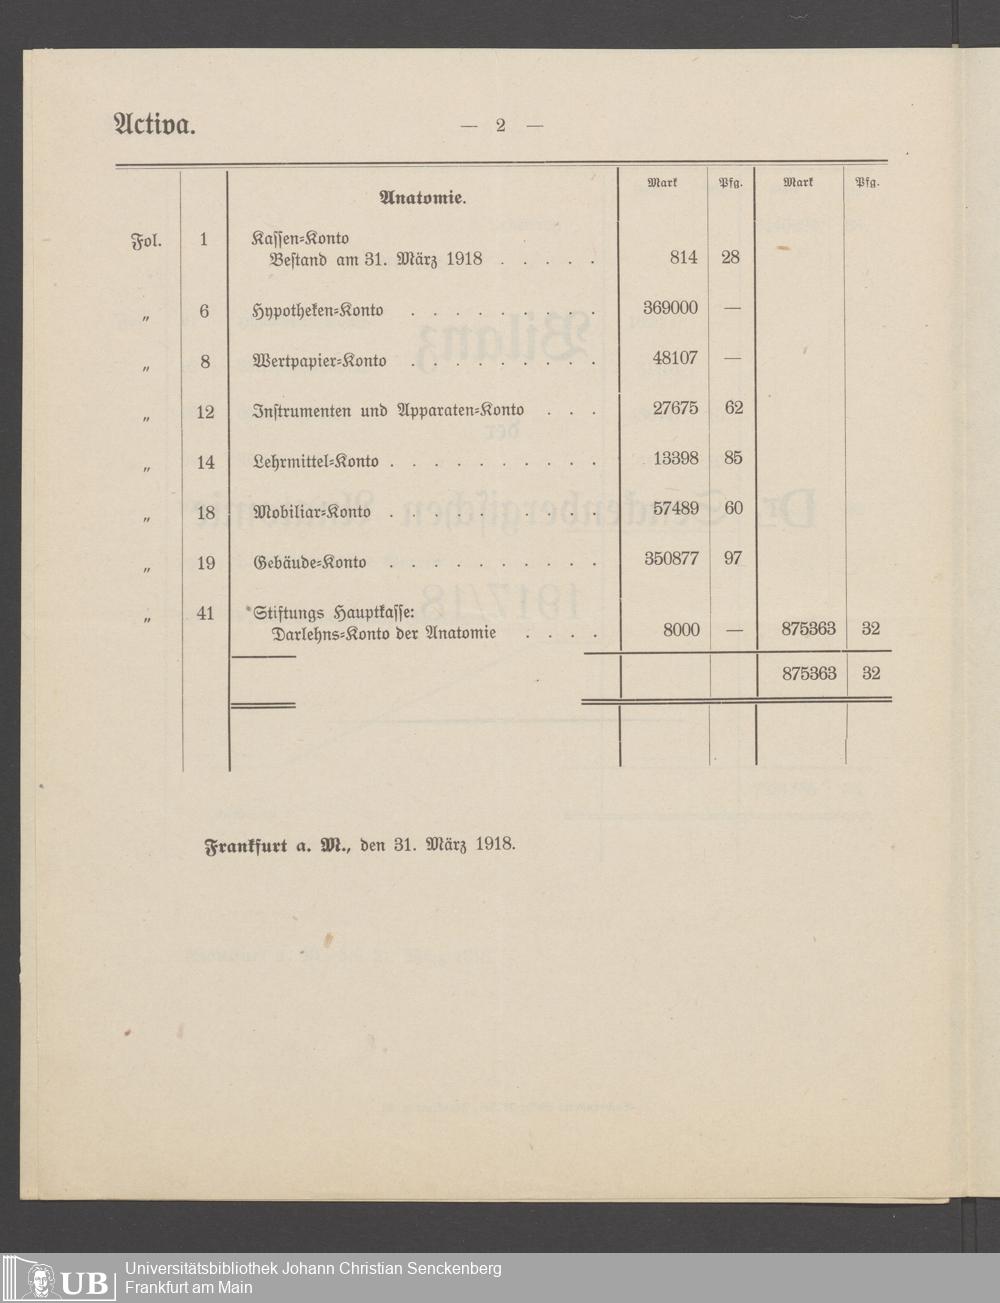 Activa.
— 2 —
Mark Pfg. Mark Pfg.
Anatomie.
Fol. 1 Kassen-Konto
Bestand am 31. März 1918 . . . . . 814 28
„ 6 Hypotheken-Konto . . . . . . . . . 369000 —
„ 8 Wertpapier-Konto . . . . . . . . . 48107 —
„ 12 Instrumenten und Apparaten-Konto . . . 27675 62
„ 14 Lehrmittel-Konto . . . . . . . . . . 13398 85
„ 18 Mobiliar-Konto . . . . . . . . . . 57489 60
„ 19 Gebäude-Konto . . . . . . . . . . 350877 97
„ 41 Stiftungs Hauptkasse:
Darlehns-Konto der Anatomie . . . . 8000 — 875363 32
875363 32
Frankfurt a. M., den 31. März 1918.
UB
Universitätsbibliothek Johann Christian Senckenberg
Frankfurt am Main